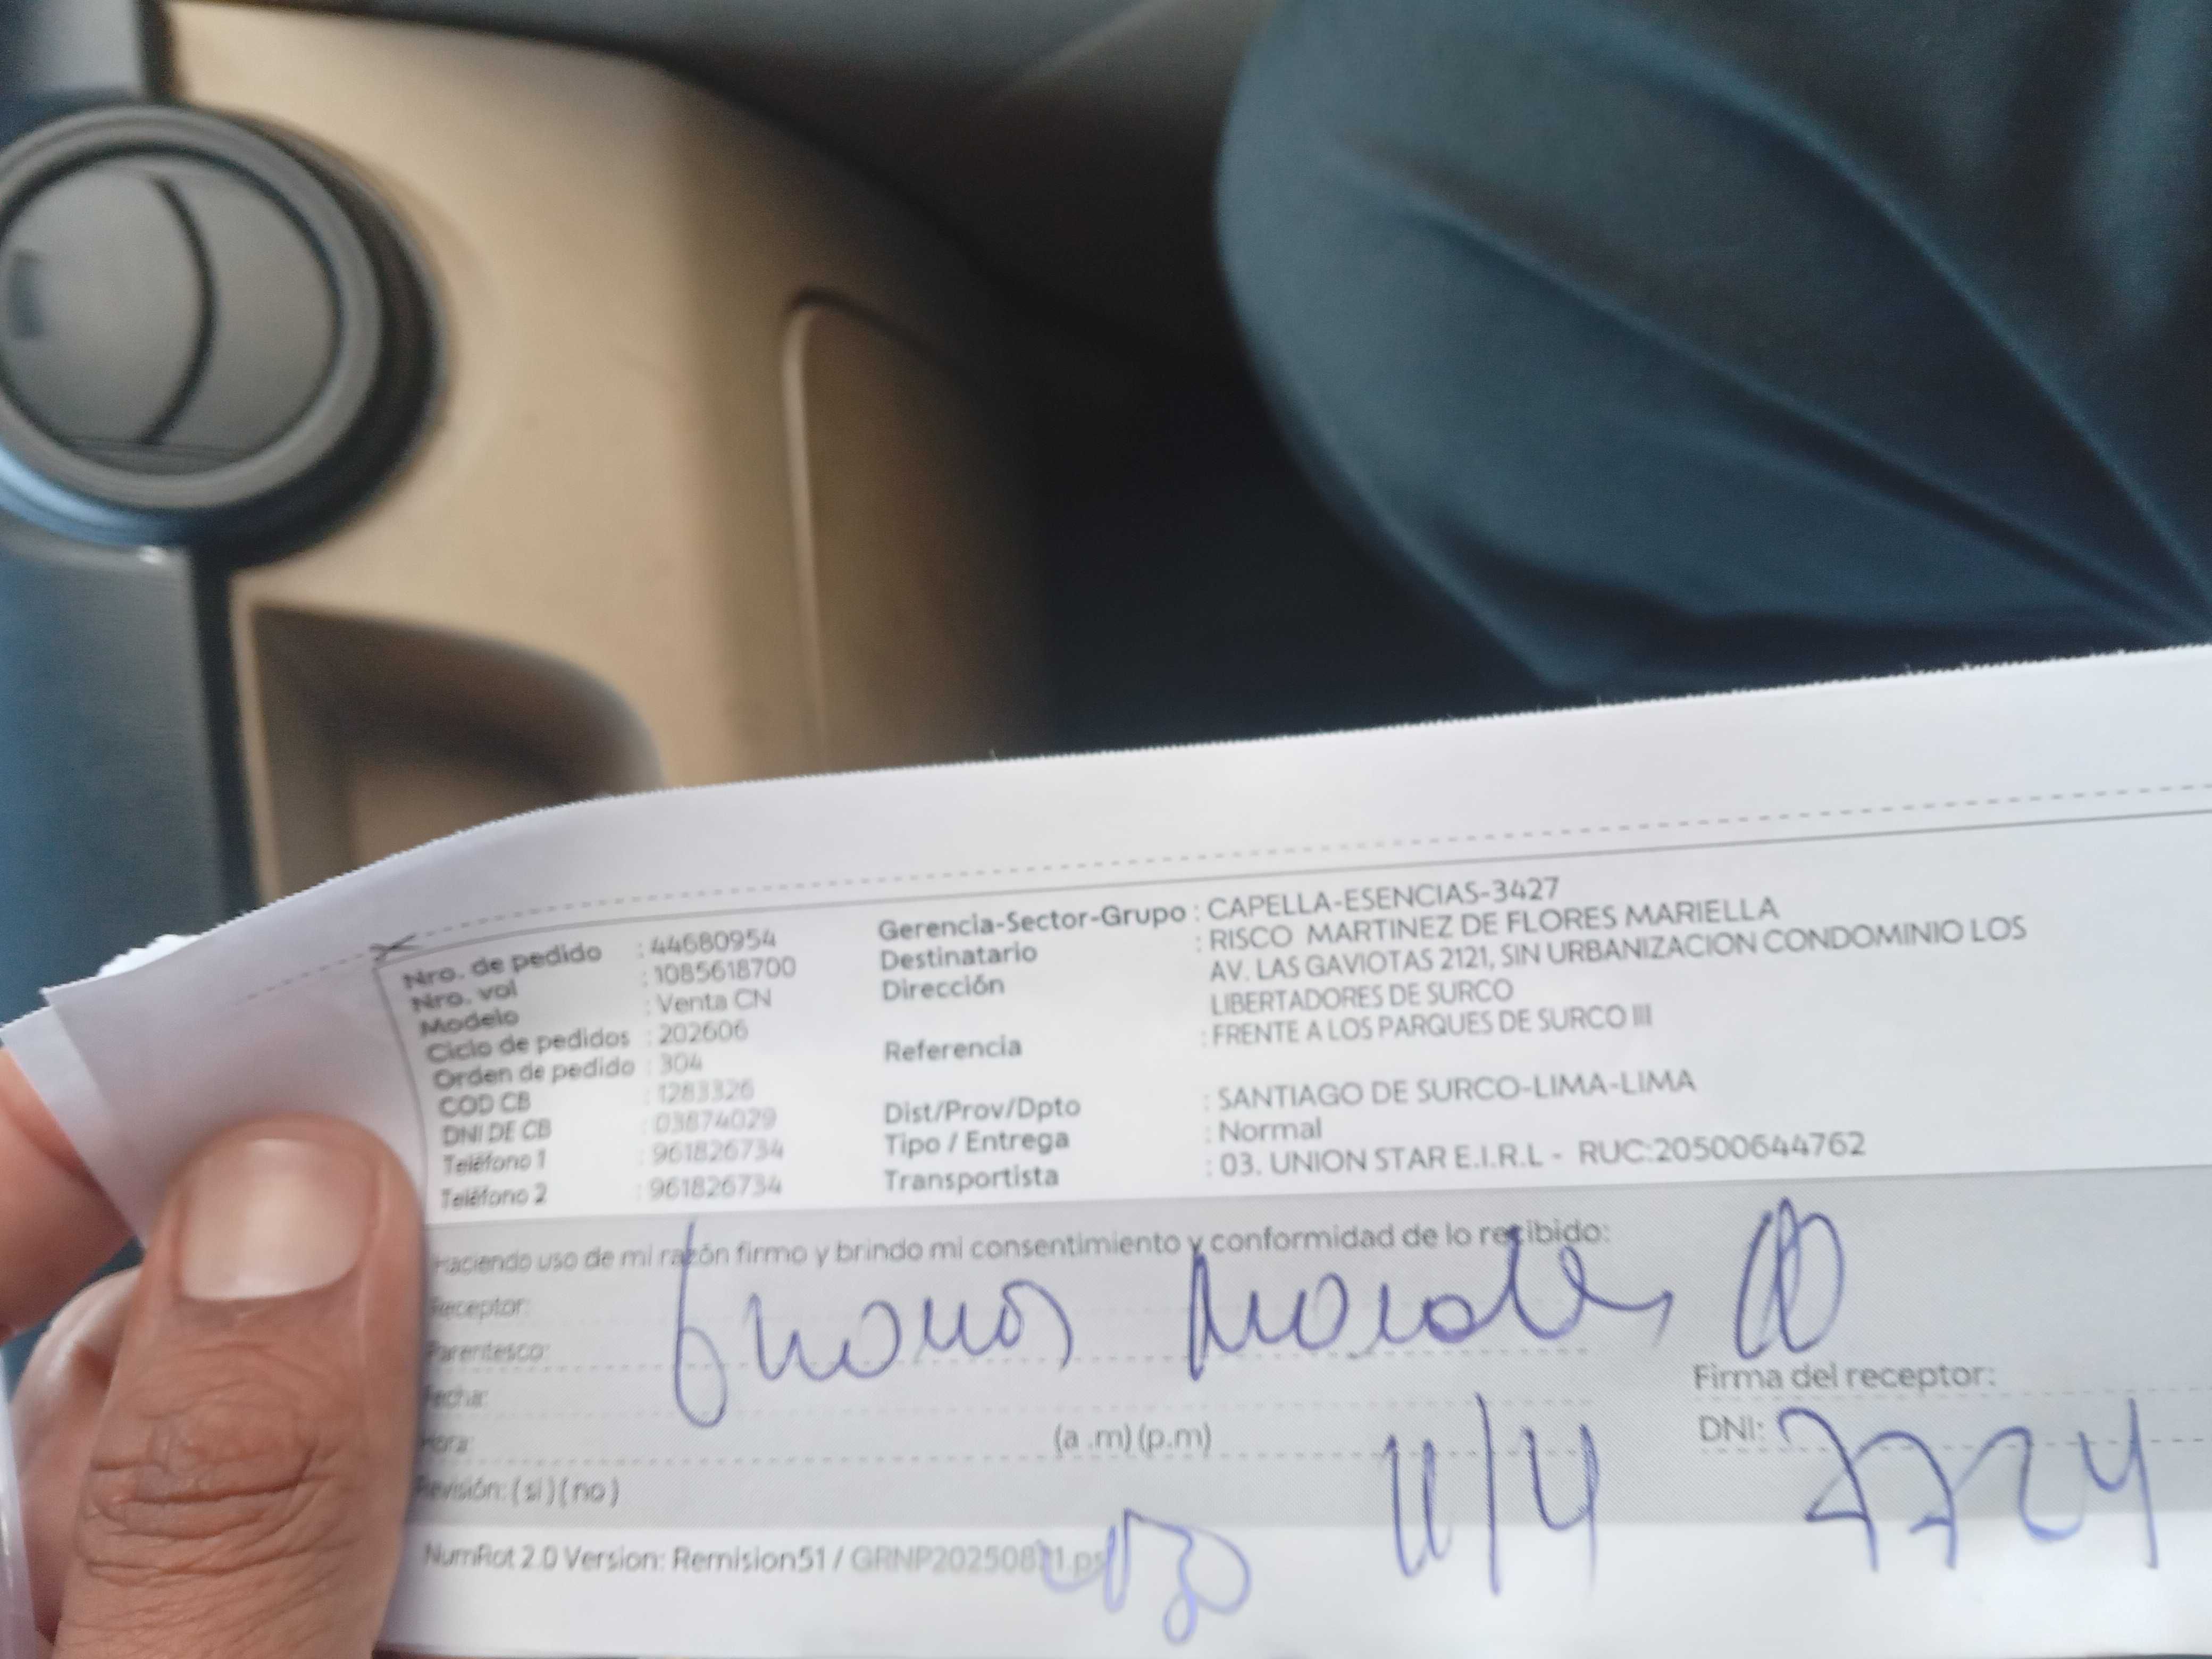 Nro. de pedido : 44680954
Nro. vol : 1085618700
Modelo : Venta CN
Ciclo de pedidos : 202606
Orden de pedido : 304
COD CB : 1283326
DNI DE CB : 03874029
Teléfono 1 : 961826734
Teléfono 2 : 961826734
Gerencia-Sector-Grupo : CAPELLA-ESENCIAS-3427
Destinatario : RISCO MARTINEZ DE FLORES MARIELLA
Dirección AV. LAS GAVIOTAS 2121, SIN URBANIZACION CONDOMINIO LOS
LIBERTADORES DE SURCO
Referencia : FRENTE A LOS PARQUES DE SURCO III
Dist/Prov/Dpto : SANTIAGO DE SURCO-LIMA-LIMA
Tipo / Entrega : Normal
Transportista : 03. UNION STAR E.I.R.L - RUC:20500644762
Haciendo uso de mi razón firmo y brindo mi consentimiento y conformidad de lo recibido:
Receptor:
Parentesco:
Fecha:
Hora: (a .m) (p.m) 11/4
Revisión: ( si ) ( no )
Firma del receptor:
DNI: 7724
NumRot 2.0 Version: Remision51 / GRNP20250821.ps